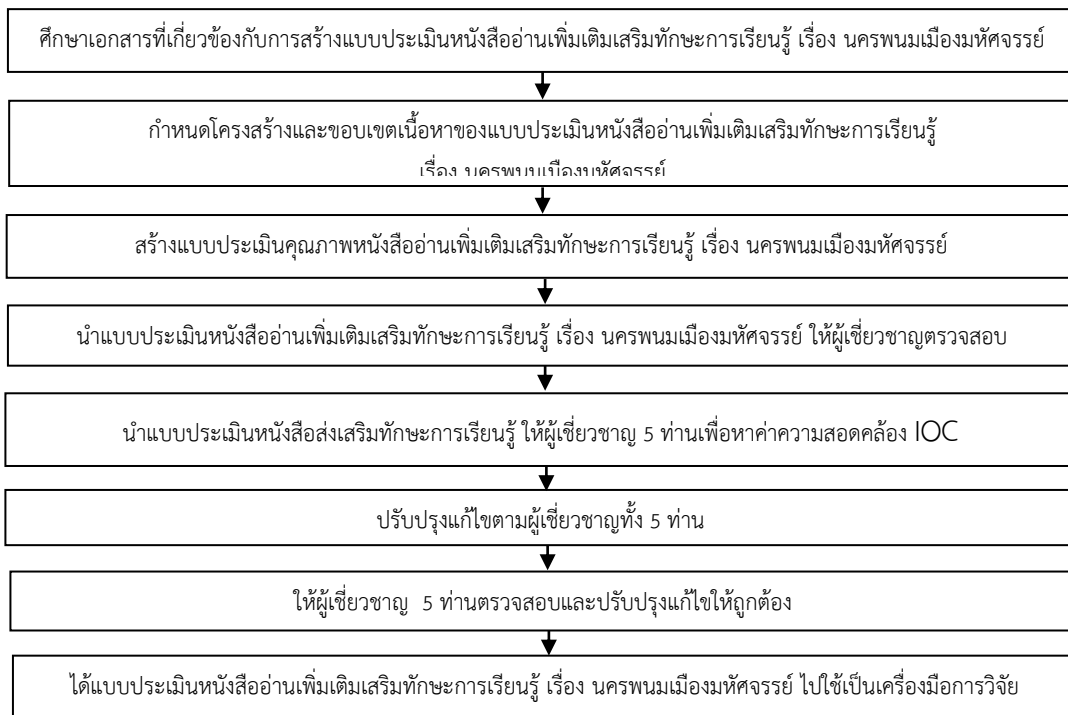 ศึกษาเอกสารที่เกี่ยวข้องกับการสร้างแบบประเมินหนังสืออ่านเพิ่มเติมเสริมทักษะการเรียนรู้ เรื่อง นครพนมเมืองมหัศจรรย์
กำหนดโครงสร้างและขอบเขตเนื้อหาของแบบประเมินหนังสืออ่านเพิ่มเติมเสริมทักษะการเรียนรู้
เรื่อง นครพนมเมืองมหัศจรรย์
สร้างแบบประเมินคุณภาพหนังสืออ่านเพิ่มเติมเสริมทักษะการเรียนรู้ เรื่อง นครพนมเมืองมหัศจรรย์
นำแบบประเมินหนังสืออ่านเพิ่มเติมเสริมทักษะการเรียนรู้ เรื่อง นครพนมเมืองมหัศจรรย์ ให้ผู้เชี่ยวชาญตรวจสอบ
นำแบบประเมินหนังสือส่งเสริมทักษะการเรียนรู้ ให้ผู้เชี่ยวชาญ 5 ท่านเพื่อหาค่าความสอดคล้อง IOC
ปรับปรุงแก้ไขตามผู้เชี่ยวชาญทั้ง 5 ท่าน
ให้ผู้เชี่ยวชาญ 5 ท่านตรวจสอบและปรับปรุงแก้ไขให้ถูกต้อง
ได้แบบประเมินหนังสืออ่านเพิ่มเติมเสริมทักษะการเรียนรู้ เรื่อง นครพนมเมืองมหัศจรรย์ ไปใช้เป็นเครื่องมือการวิจัย